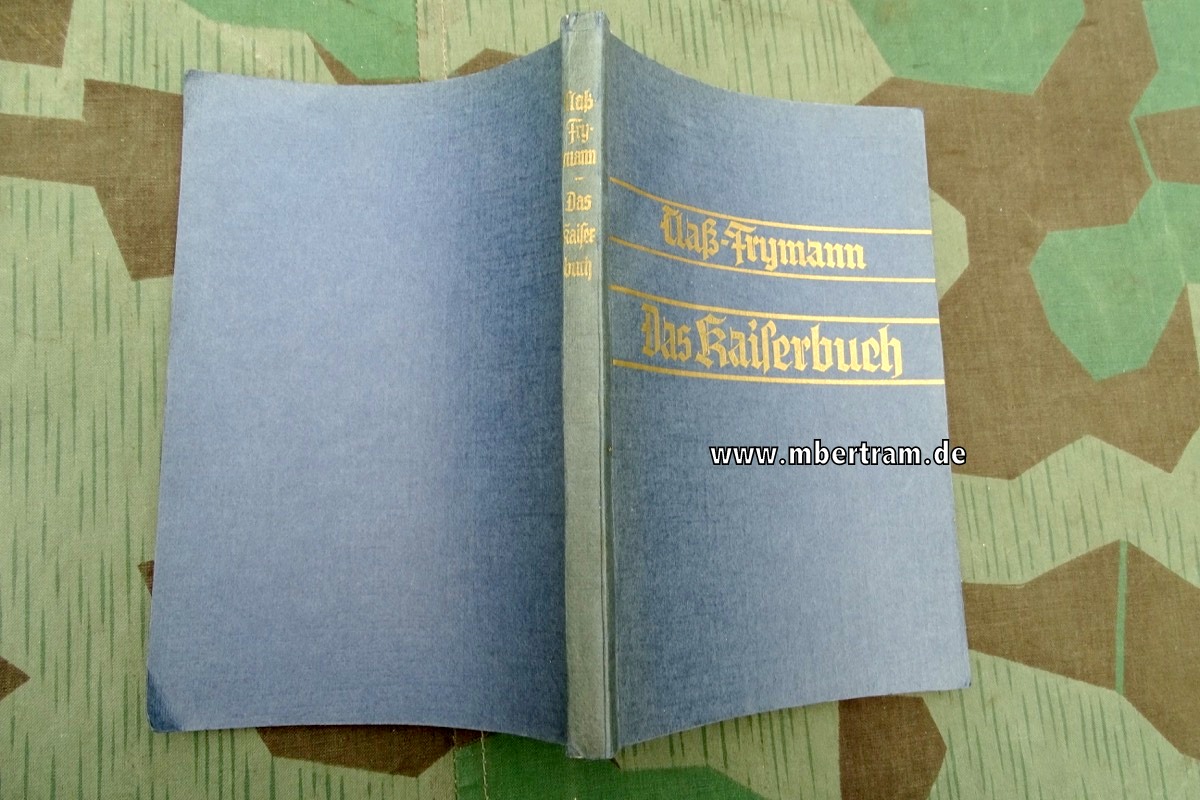 Claß
Fry-
mann
–
Das
Kaiſer
buch
Claß-Frymann
Das Kaiſerbuch
www.mbertram.de